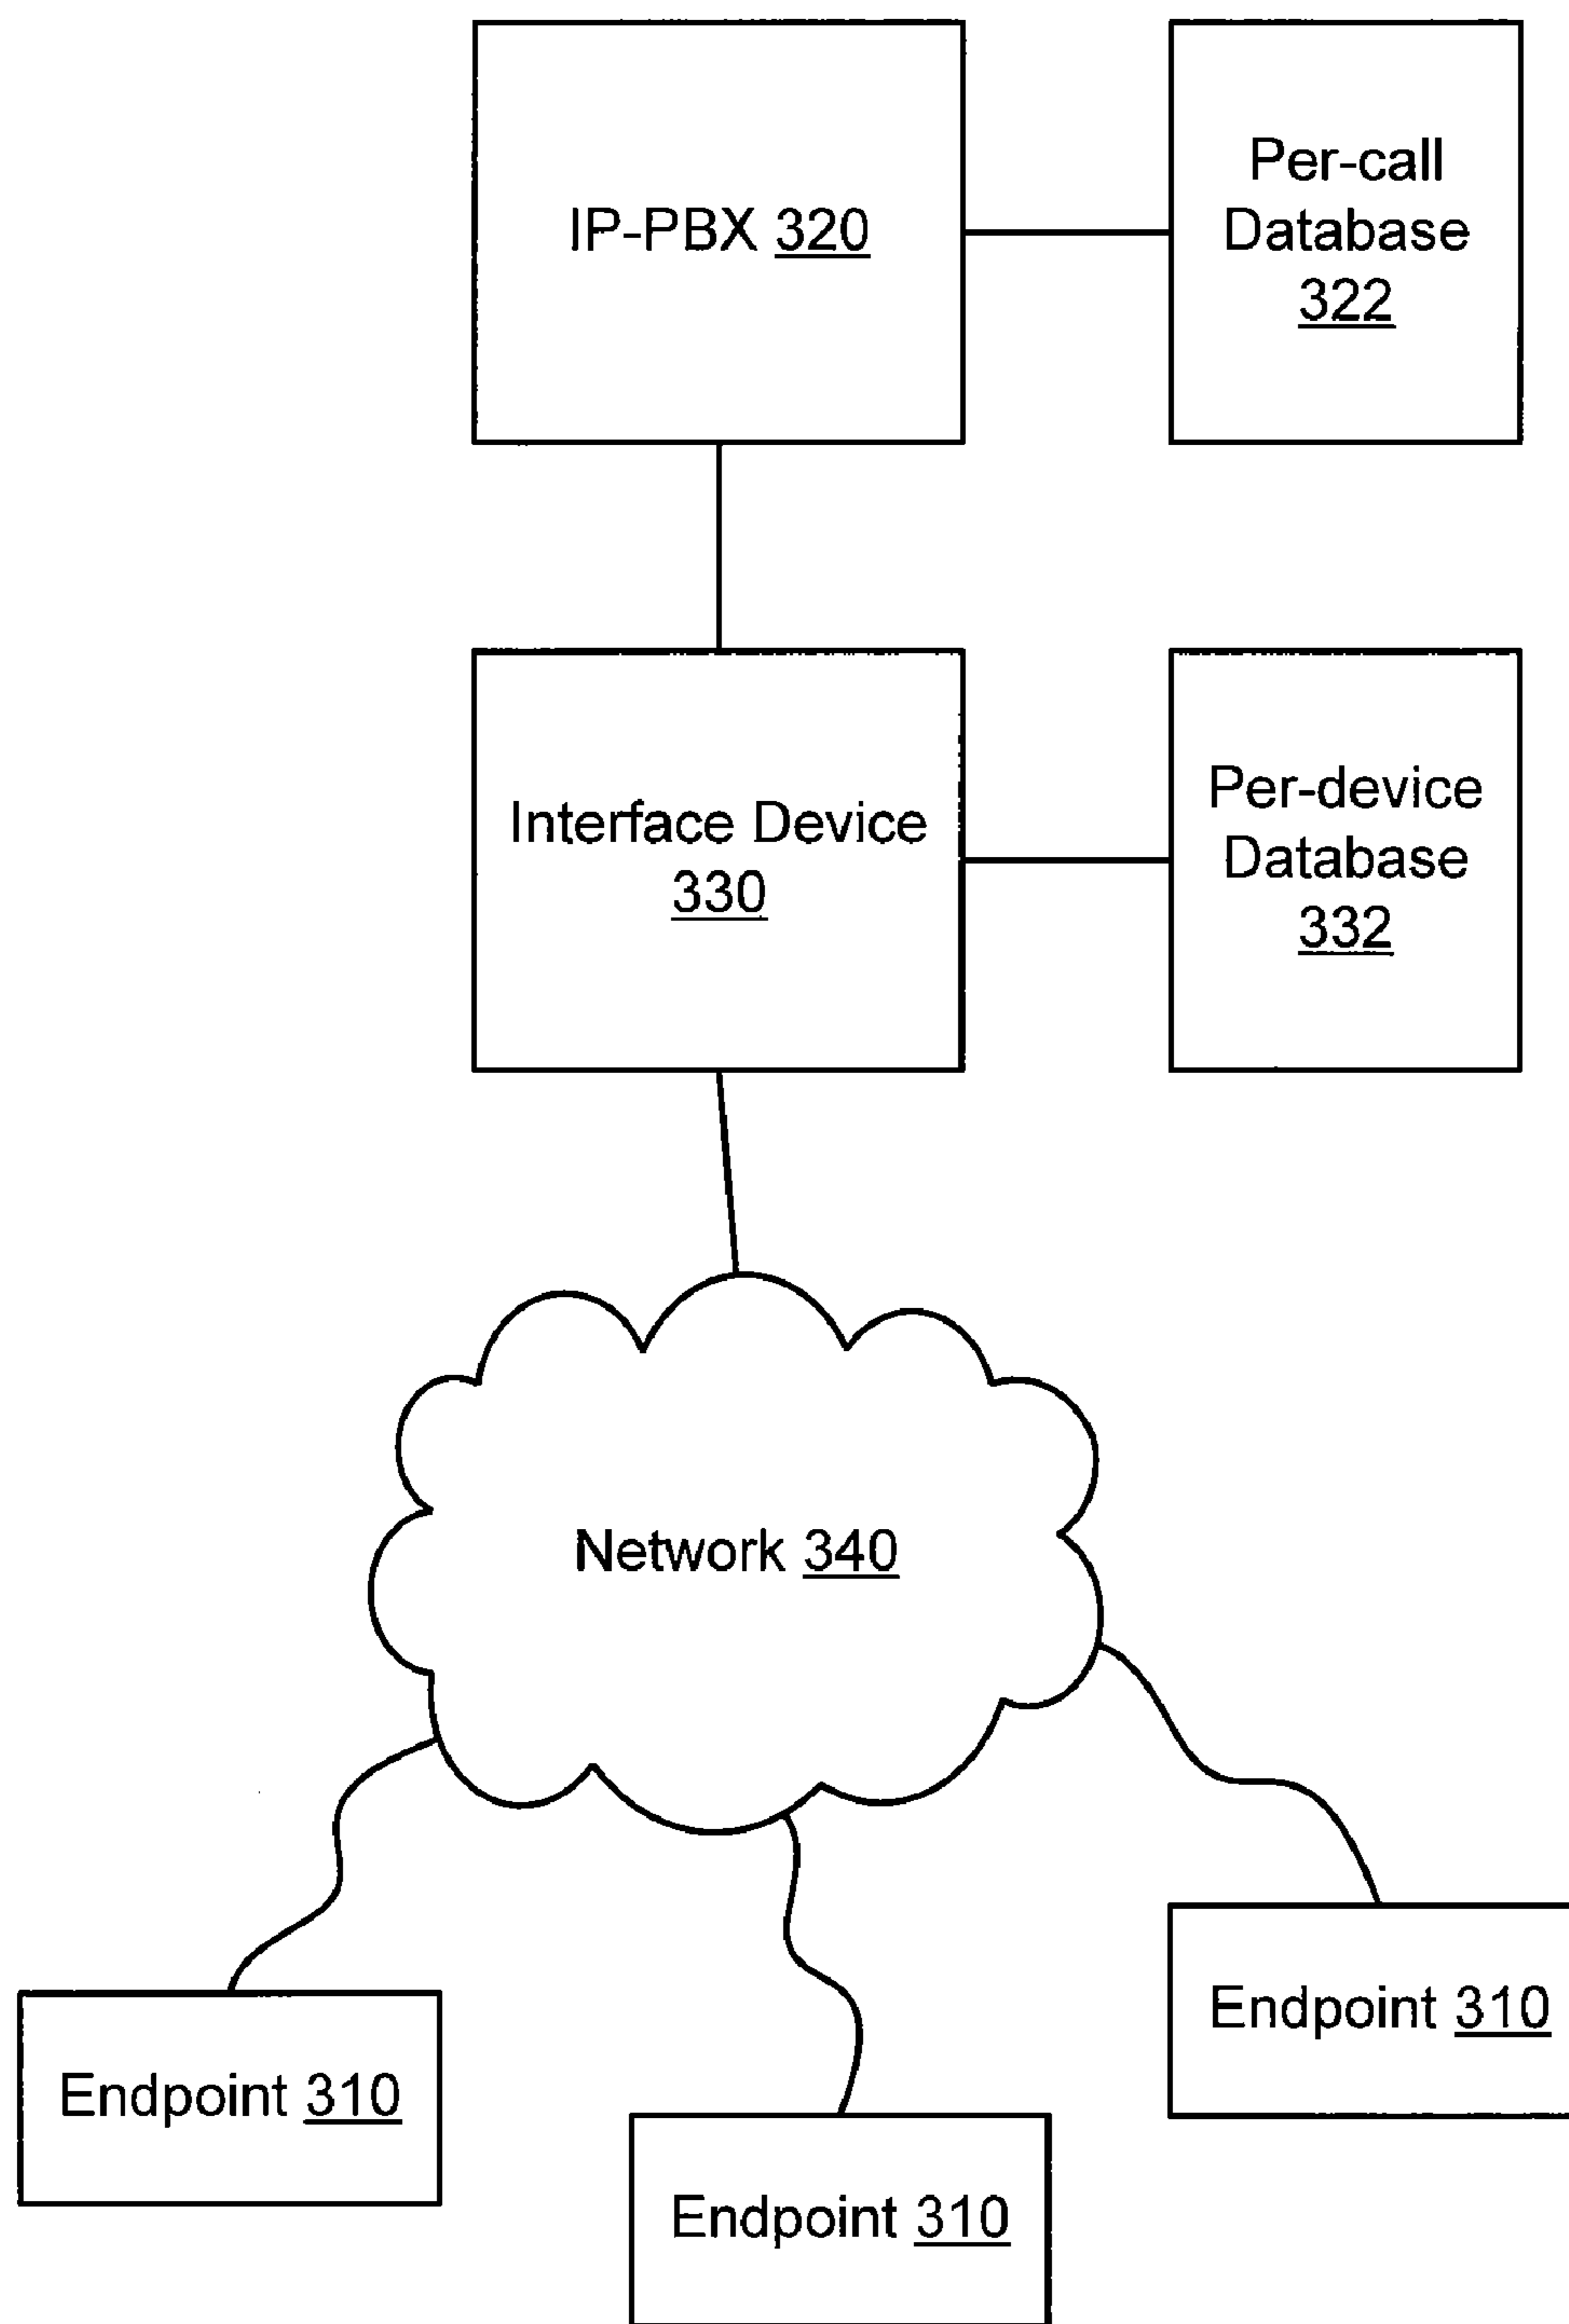 IP-PBX 320
Per-call
Database
322
Interface Device
330
Per-device
Database
332
Network 340
Endpoint 310
Endpoint 310
Endpoint 310